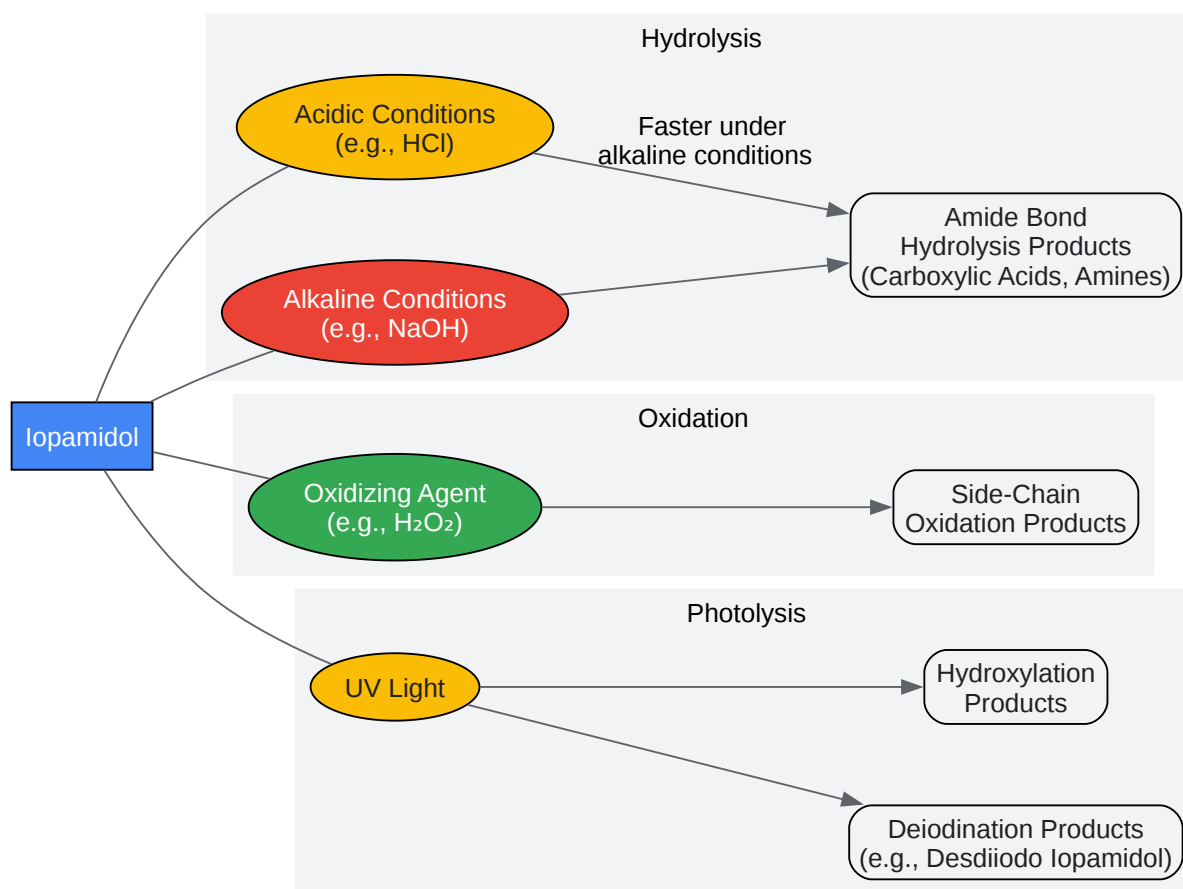 Hydrolysis
Acidic Conditions
(e.g., HCl)
Faster under
alkaline conditions
Amide Bond
Hydrolysis Products
(Carboxylic Acids, Amines)
Alkaline Conditions
(e.g., NaOH)
Iopamidol
Oxidation
Oxidizing Agent
(e.g., H₂O₂)
Side-Chain
Oxidation Products
Photolysis
UV Light
Hydroxylation
Products
Deiodination Products
(e.g., Desdiiodo Iopamidol)